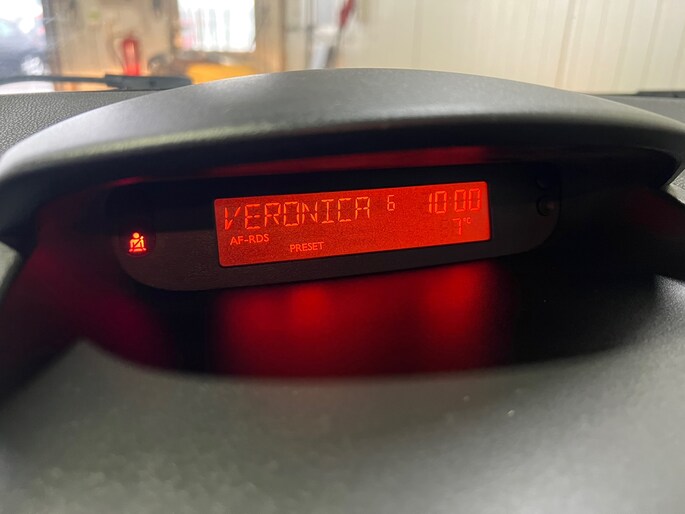 VERONICA 6 10:00
AF-RDS 7°C
PRESET